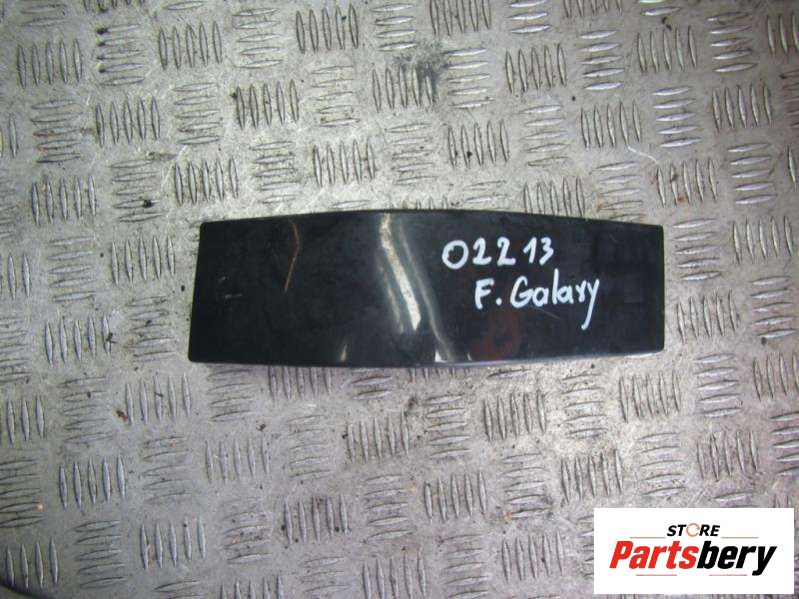 02213
F. Galaxy
STORE
Partsbery